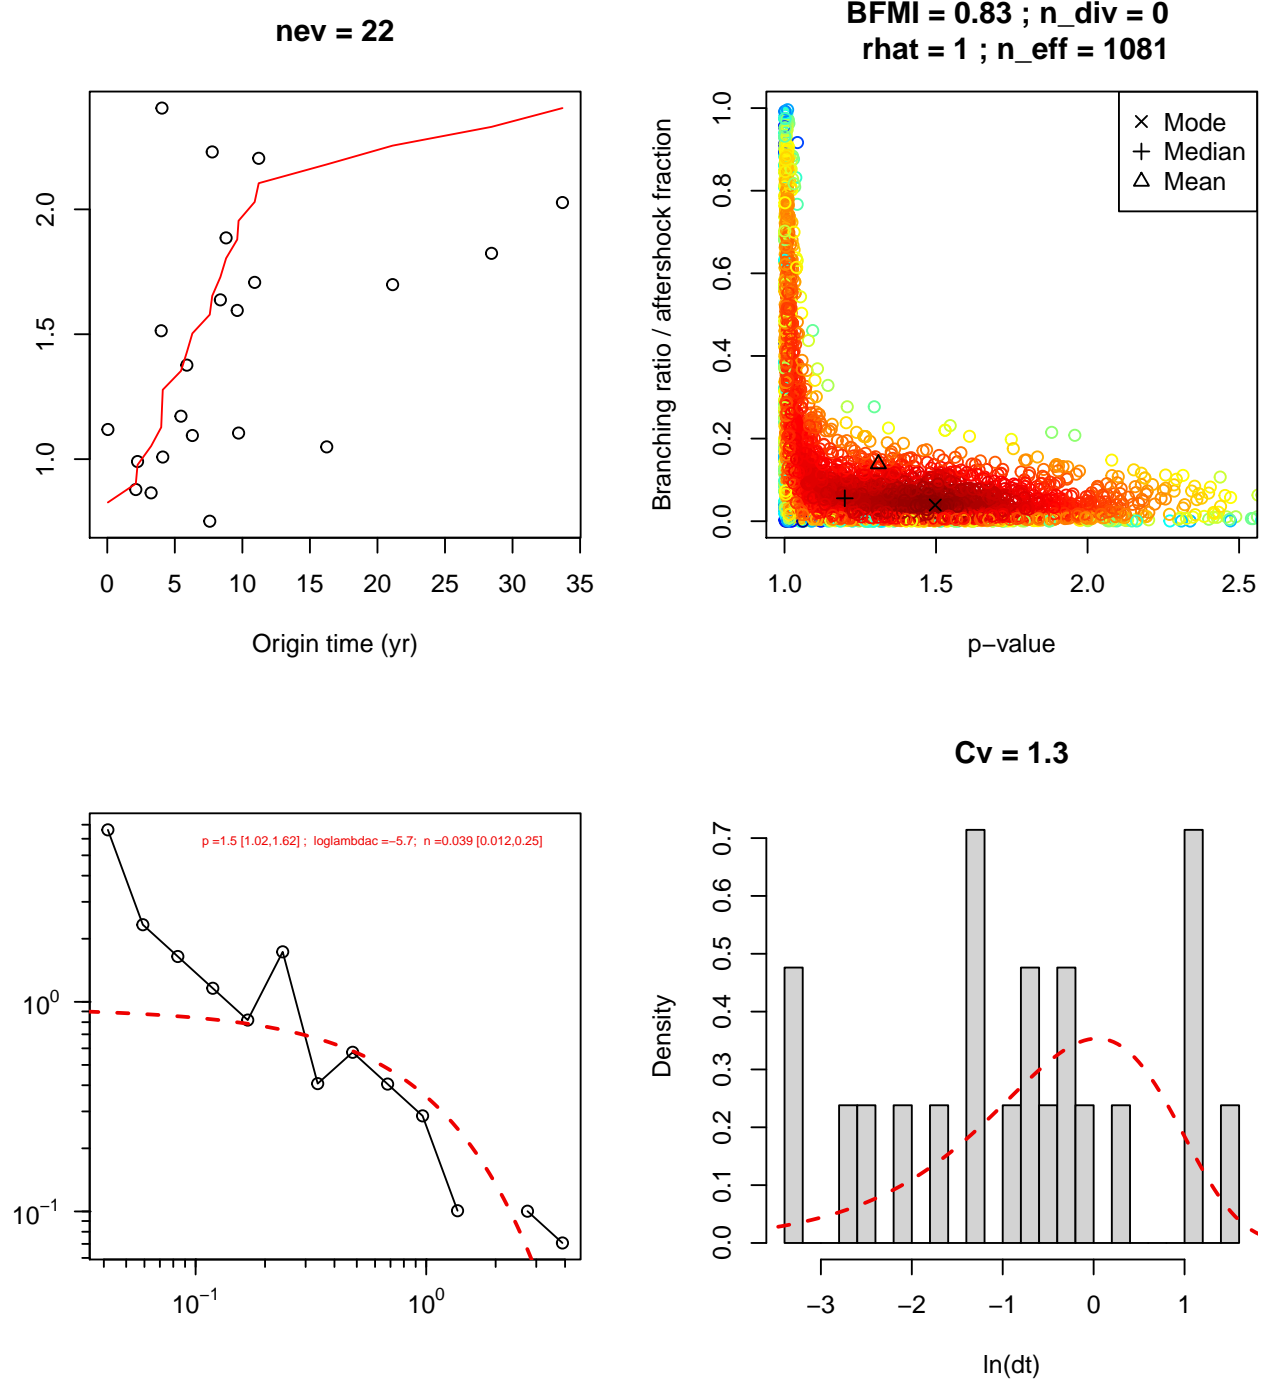 nev = 22
2.0
1.5
1.0
0 5 10 15 20 25 30 35
Origin time (yr)
BFMI = 0.83 ; n_div = 0
rhat = 1 ; n_eff = 1081
Branching ratio / aftershock fraction
1.0
0.8
0.6
0.4
0.2
0.0
Mode
Median
Mean
1.0 1.5 2.0 2.5
p−value
p =1.5 [1.02,1.62] ; loglambdac =−5.7; n =0.039 [0.012,0.25]
10⁰
10⁻¹
10⁻¹ 10⁰
Cv = 1.3
Density
0.7
0.6
0.5
0.4
0.3
0.2
0.1
0.0
−3 −2 −1 0 1
ln(dt)